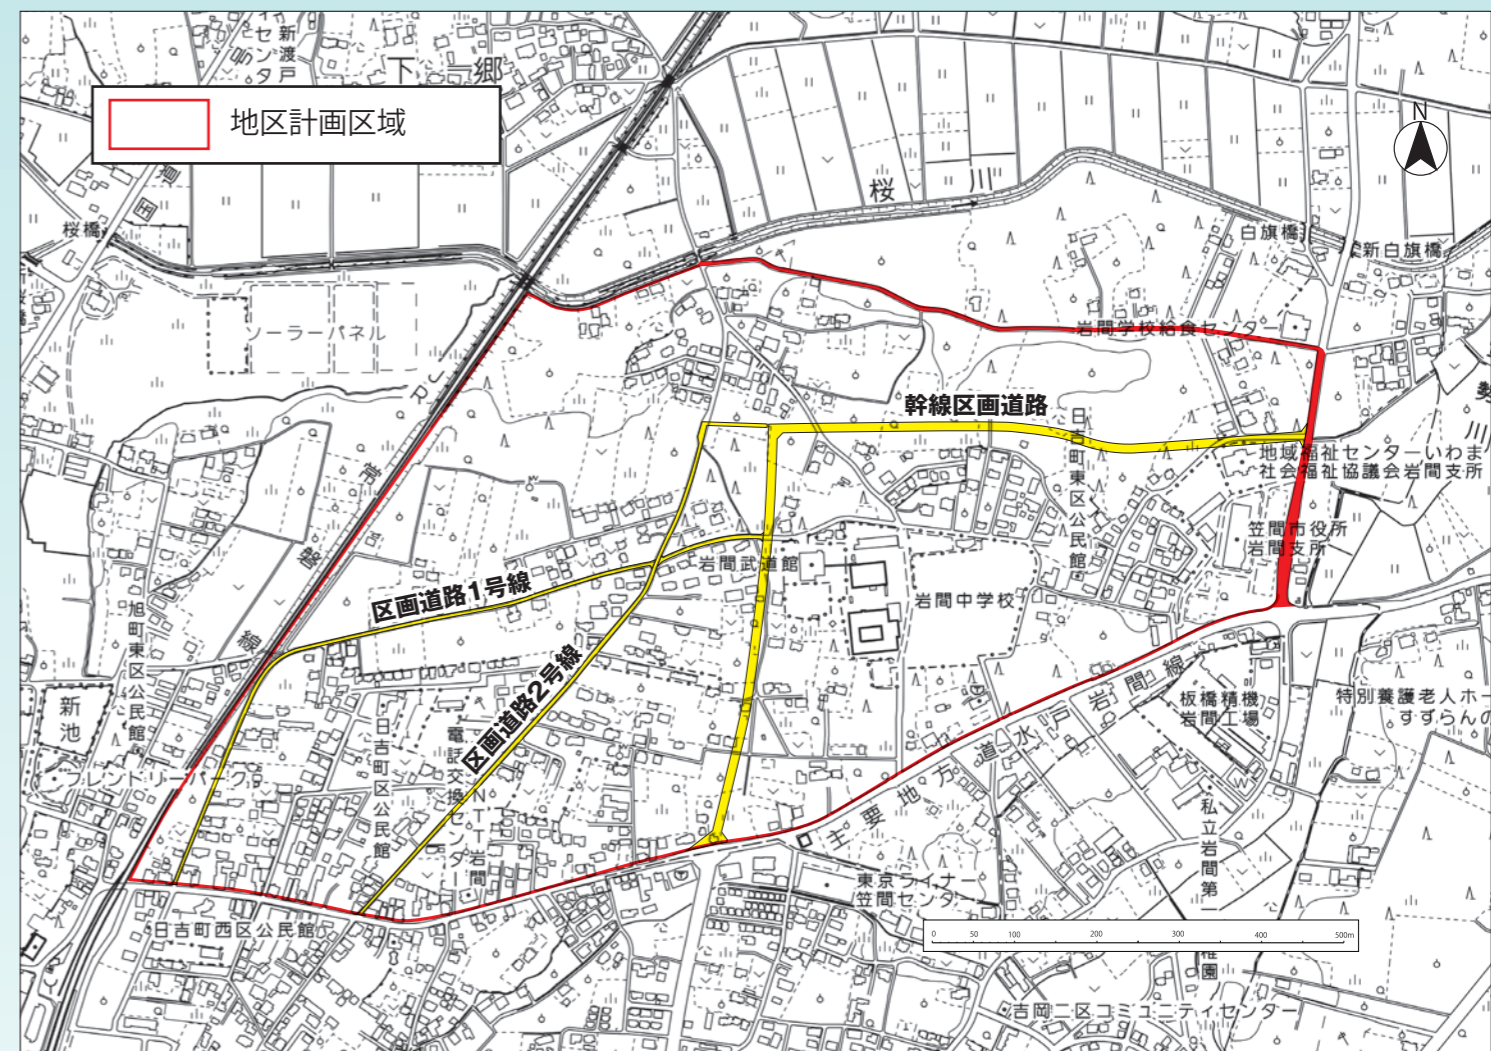 新渡戸
センタ
下郷
地区計画区域
N
桜川
国道
桜橋
白旗橋
新白旗橋
ソーラーパネル
岩間学校給食センター
JR
常磐線
幹線区画道路
日吉町東区公民館
地域福祉センターいわま
社会福祉協議会岩間支所
笠間市役所
岩間支所
岩間武道館
岩間中学校
区画道路1号線
区画道路2号線
旭町東区公民館
新池
フレンドリーパーク
日吉町区公民館
電話交換センター
NTT岩間
板橋精機
岩間工場
特別養護老人ホー
すずらんの
主要地方道水戸岩間線
私立岩間第一
稚園
東京ライナー
笠間センター
日吉町西区公民館
0 50 100 200 300 400 500m
吉岡二区コミュニティセンター